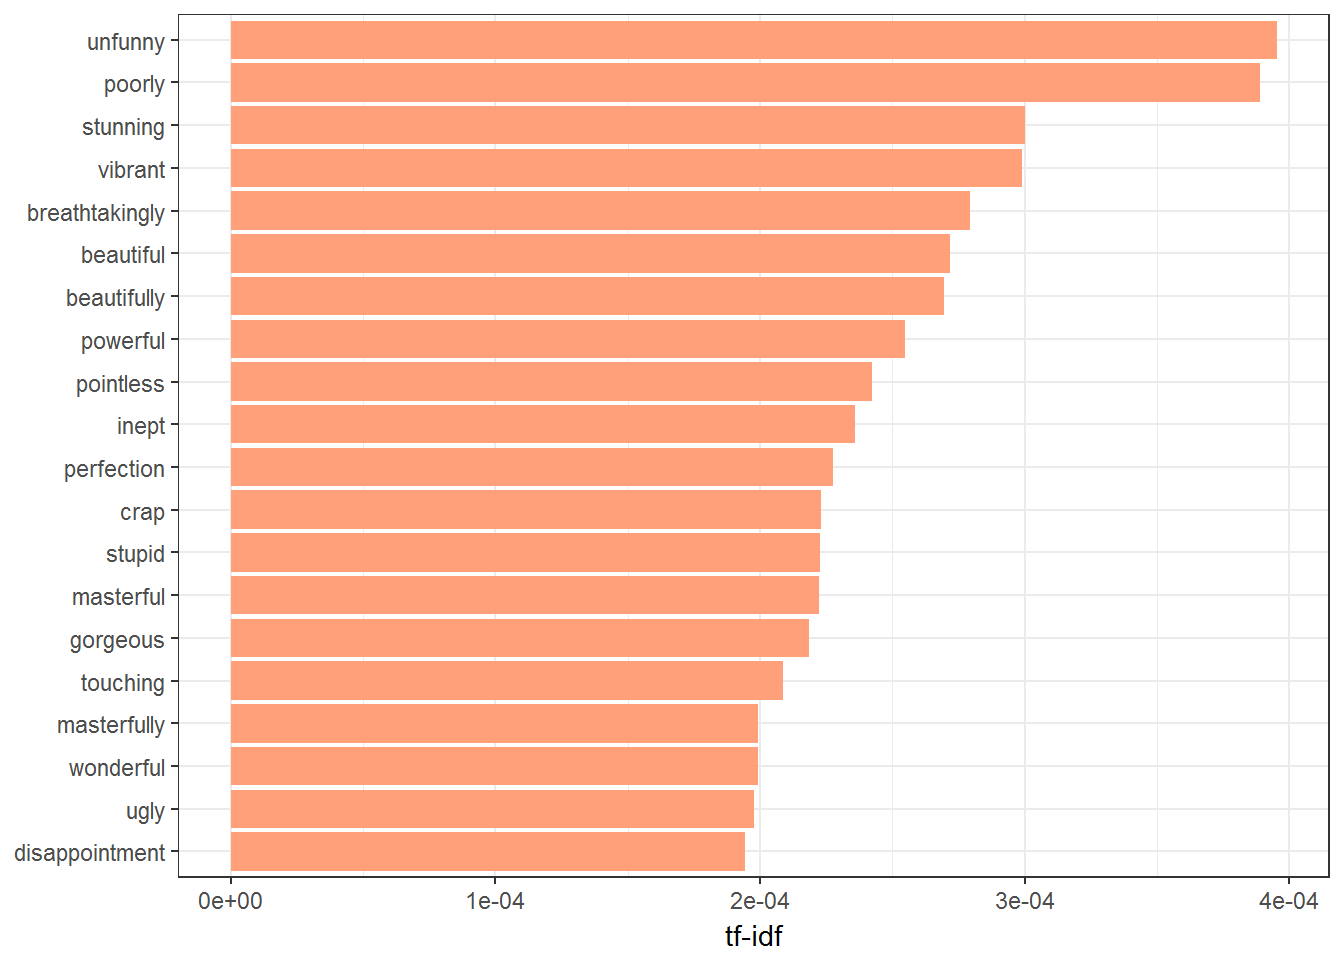 unfunny
poorly
stunning
vibrant
breathtakingly
beautiful
beautifully
powerful
pointless
inept
perfection
crap
stupid
masterful
gorgeous
touching
masterfully
wonderful
ugly
disappointment
0e+00 1e-04 2e-04 3e-04 4e-04
tf-idf